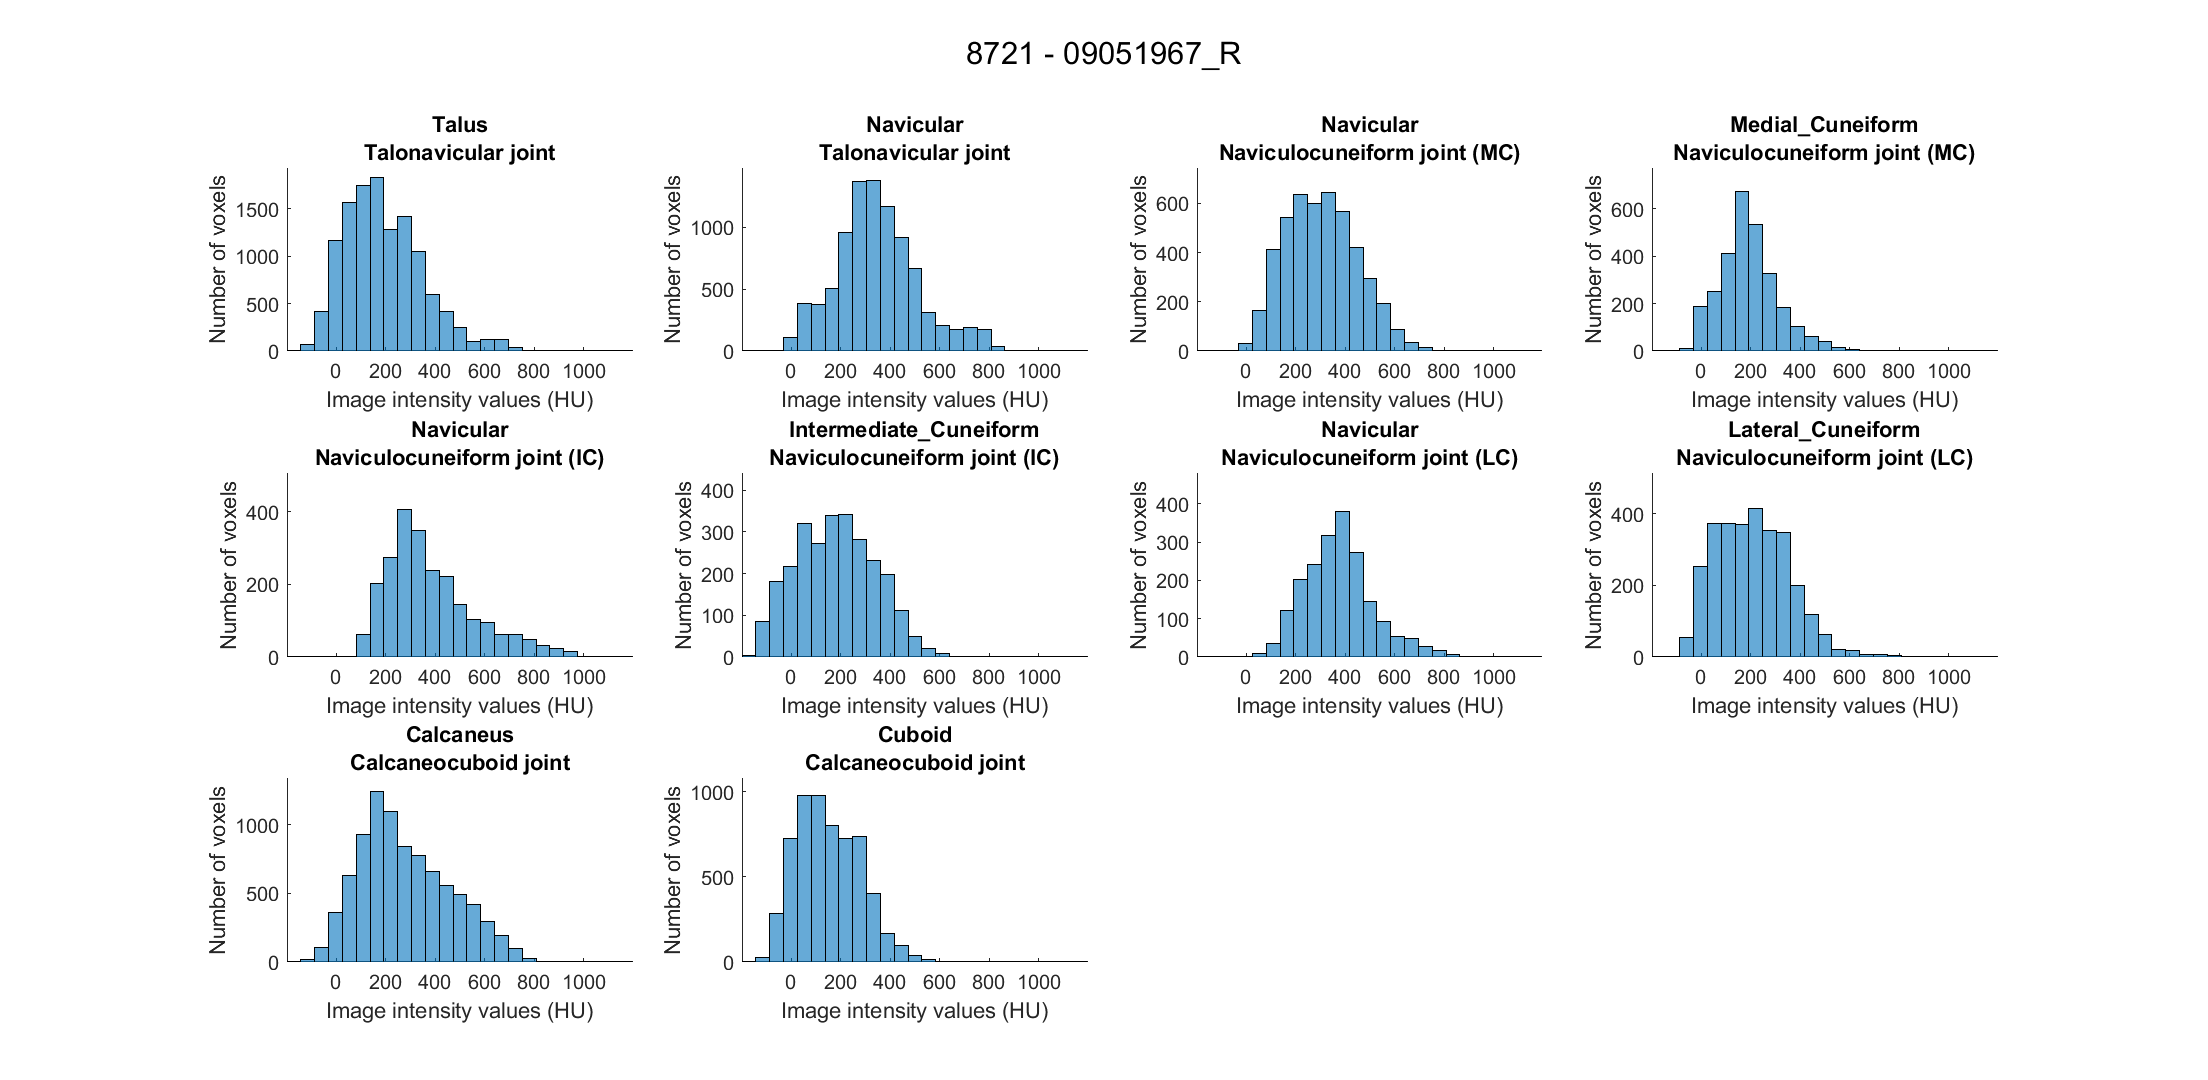 8721 - 09051967_R
Talus
Talonavicular joint
Number of voxels
1500
1000
500
0
0 200 400 600 800 1000
Image intensity values (HU)
Navicular
Talonavicular joint
Number of voxels
1000
500
0
0 200 400 600 800 1000
Image intensity values (HU)
Navicular
Naviculocuneiform joint (MC)
Number of voxels
600
400
200
0
0 200 400 600 800 1000
Image intensity values (HU)
Medial_Cuneiform
Naviculocuneiform joint (MC)
Number of voxels
600
400
200
0
0 200 400 600 800 1000
Image intensity values (HU)
Navicular
Naviculocuneiform joint (IC)
Number of voxels
400
200
0
0 200 400 600 800 1000
Image intensity values (HU)
Intermediate_Cuneiform
Naviculocuneiform joint (IC)
Number of voxels
400
300
200
100
0
0 200 400 600 800 1000
Image intensity values (HU)
Navicular
Naviculocuneiform joint (LC)
Number of voxels
400
300
200
100
0
0 200 400 600 800 1000
Image intensity values (HU)
Lateral_Cuneiform
Naviculocuneiform joint (LC)
Number of voxels
400
200
0
0 200 400 600 800 1000
Image intensity values (HU)
Calcaneus
Calcaneocuboid joint
Number of voxels
1000
500
0
0 200 400 600 800 1000
Image intensity values (HU)
Cuboid
Calcaneocuboid joint
Number of voxels
1000
500
0
0 200 400 600 800 1000
Image intensity values (HU)